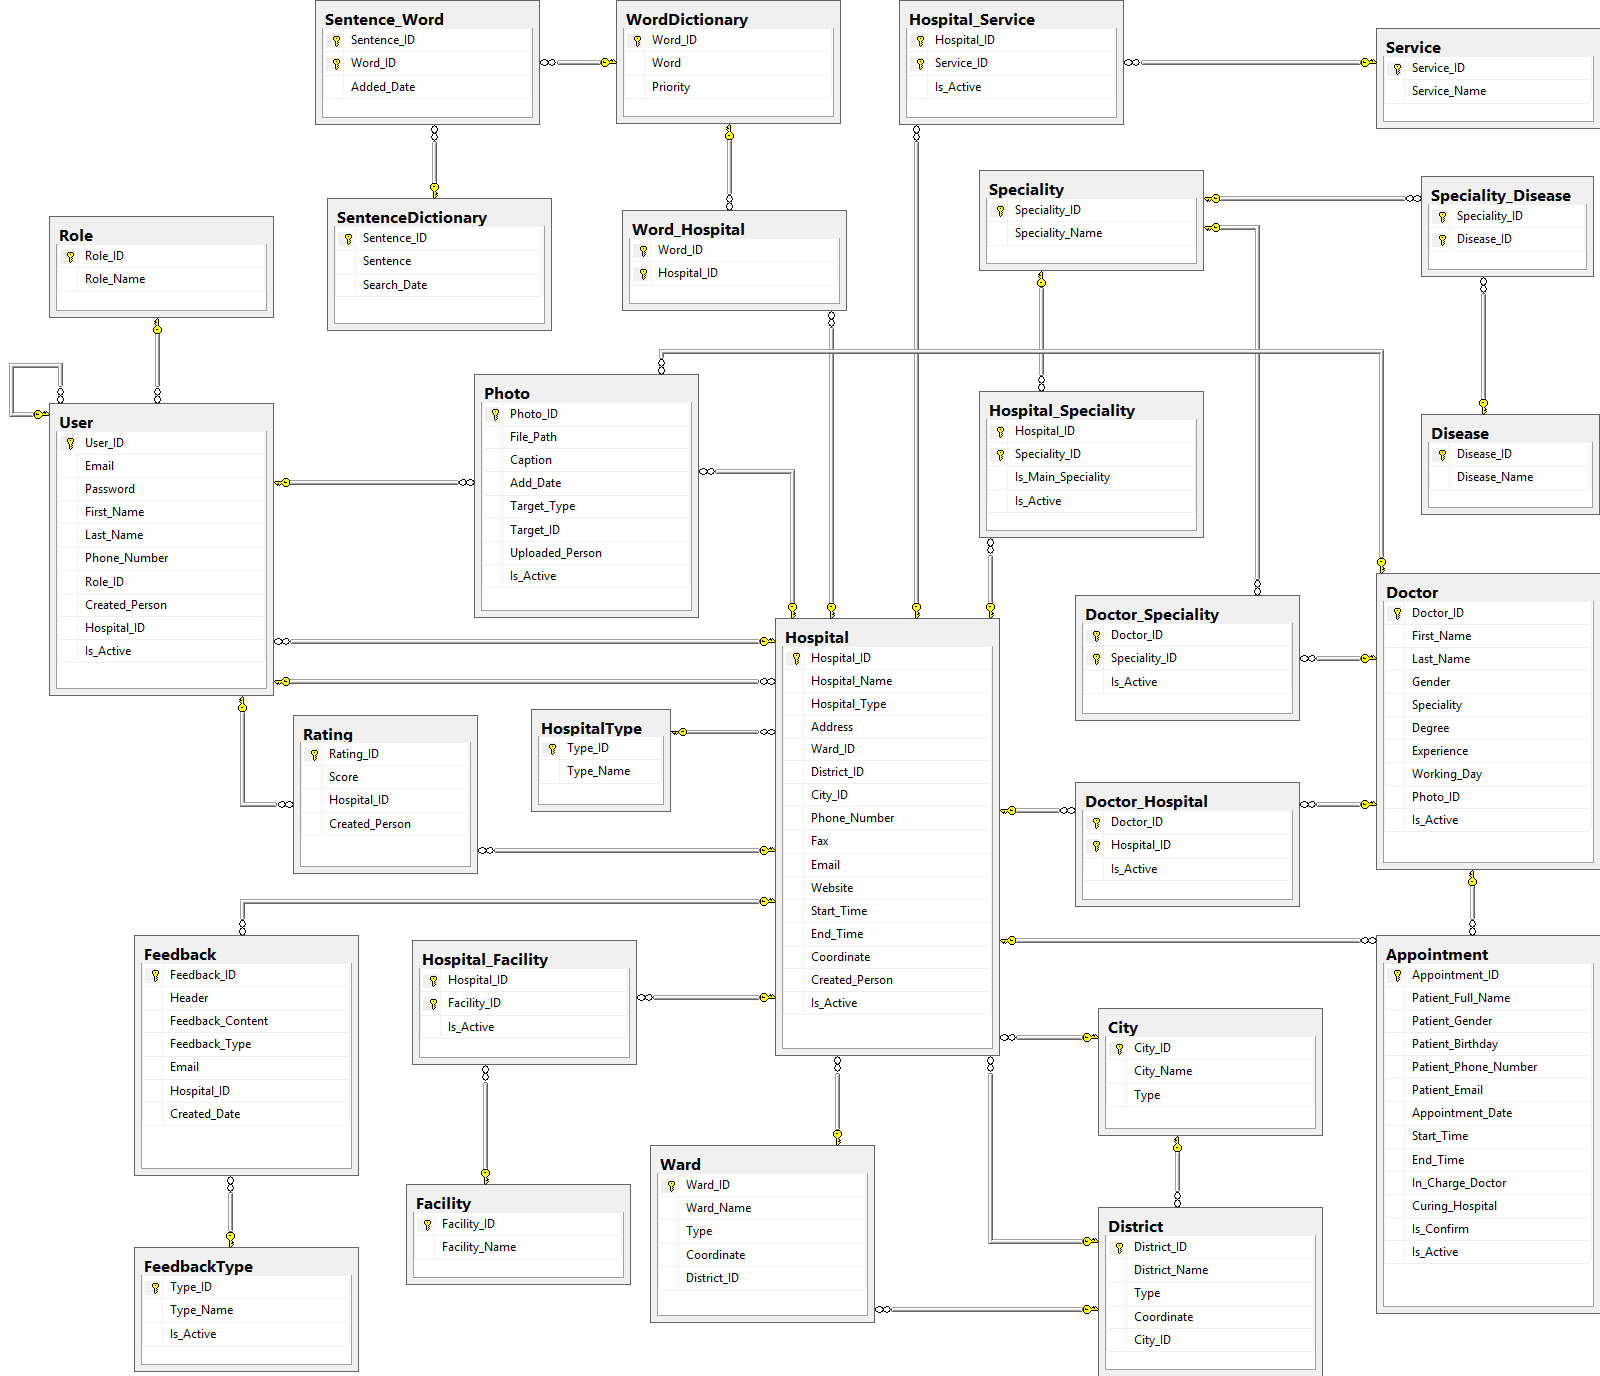 Sentence_Word
Sentence_ID
Word_ID
Added_Date
WordDictionary
Word_ID
Word
Priority
Hospital_Service
Hospital_ID
Service_ID
Is_Active
Service
Service_ID
Service_Name
Speciality
Speciality_ID
Speciality_Name
Speciality_Disease
Speciality_ID
Disease_ID
SentenceDictionary
Sentence_ID
Sentence
Search_Date
Word_Hospital
Word_ID
Hospital_ID
Role
Role_ID
Role_Name
User
User_ID
Email
Password
First_Name
Last_Name
Phone_Number
Role_ID
Created_Person
Hospital_ID
Is_Active
Photo
Photo_ID
File_Path
Caption
Add_Date
Target_Type
Target_ID
Uploaded_Person
Is_Active
Hospital_Speciality
Hospital_ID
Speciality_ID
Is_Main_Speciality
Is_Active
Disease
Disease_ID
Disease_Name
Doctor_Speciality
Doctor_ID
Speciality_ID
Is_Active
Doctor
Doctor_ID
First_Name
Last_Name
Gender
Speciality
Degree
Experience
Working_Day
Photo_ID
Is_Active
Hospital
Hospital_ID
Hospital_Name
Hospital_Type
Address
Ward_ID
District_ID
City_ID
Phone_Number
Fax
Email
Website
Start_Time
End_Time
Coordinate
Created_Person
Is_Active
Rating
Rating_ID
Score
Hospital_ID
Created_Person
HospitalType
Type_ID
Type_Name
Doctor_Hospital
Doctor_ID
Hospital_ID
Is_Active
Feedback
Feedback_ID
Header
Feedback_Content
Feedback_Type
Email
Hospital_ID
Created_Date
Hospital_Facility
Hospital_ID
Facility_ID
Is_Active
Appointment
Appointment_ID
Patient_Full_Name
Patient_Gender
Patient_Birthday
Patient_Phone_Number
Patient_Email
Appointment_Date
Start_Time
End_Time
In_Charge_Doctor
Curing_Hospital
Is_Confirm
Is_Active
City
City_ID
City_Name
Type
Ward
Ward_ID
Ward_Name
Type
Coordinate
District_ID
Facility
Facility_ID
Facility_Name
District
District_ID
District_Name
Type
Coordinate
City_ID
FeedbackType
Type_ID
Type_Name
Is_Active